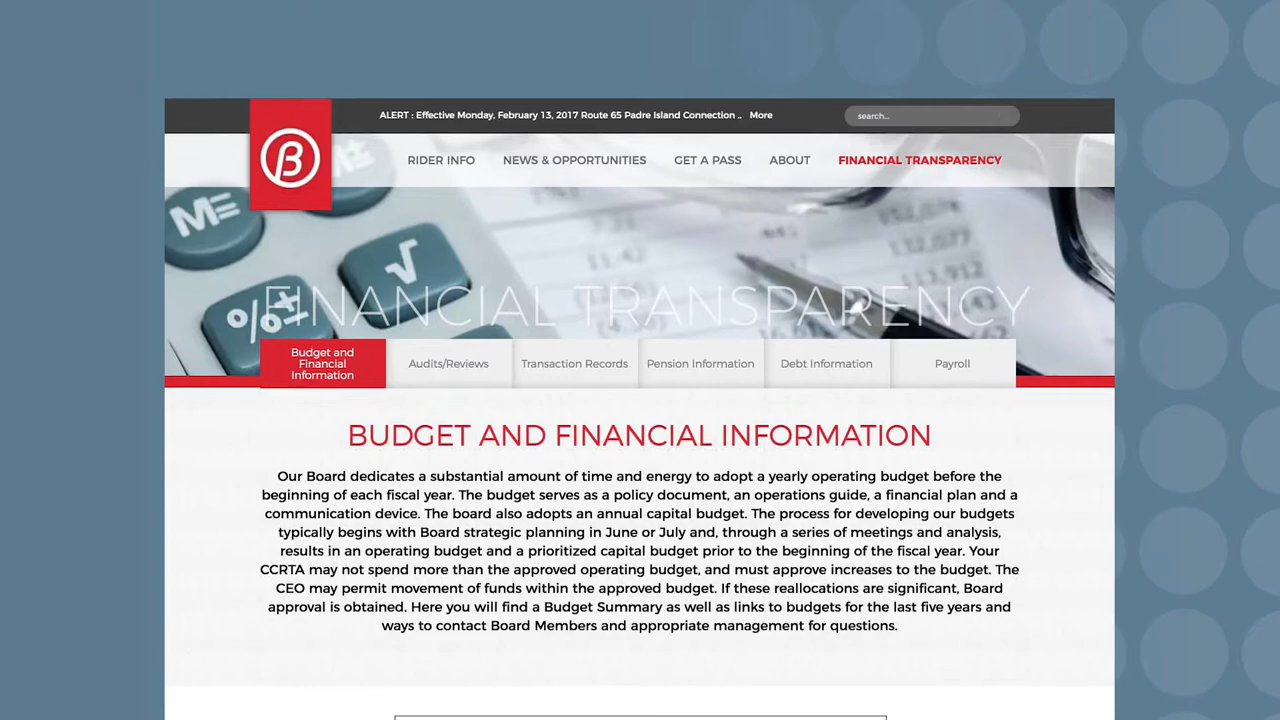 ALERT : Effective Monday, February 13, 2017 Route 65 Padre Island Connection .. More
search...
β
RIDER INFO NEWS & OPPORTUNITIES GET A PASS ABOUT FINANCIAL TRANSPARENCY
M
√
%
FINANCIAL TRANSPARENCY
132,077
113,912
11.42
Budget and
Financial
Information
Audits/Reviews
Transaction Records
Pension Information
Debt Information
Payroll
BUDGET AND FINANCIAL INFORMATION
Our Board dedicates a substantial amount of time and energy to adopt a yearly operating budget before the
beginning of each fiscal year. The budget serves as a policy document, an operations guide, a financial plan and a
communication device. The board also adopts an annual capital budget. The process for developing our budgets
typically begins with Board strategic planning in June or July and, through a series of meetings and analysis,
results in an operating budget and a prioritized capital budget prior to the beginning of the fiscal year. Your
CCRTA may not spend more than the approved operating budget, and must approve increases to the budget. The
CEO may permit movement of funds within the approved budget. If these reallocations are significant, Board
approval is obtained. Here you will find a Budget Summary as well as links to budgets for the last five years and
ways to contact Board Members and appropriate management for questions.